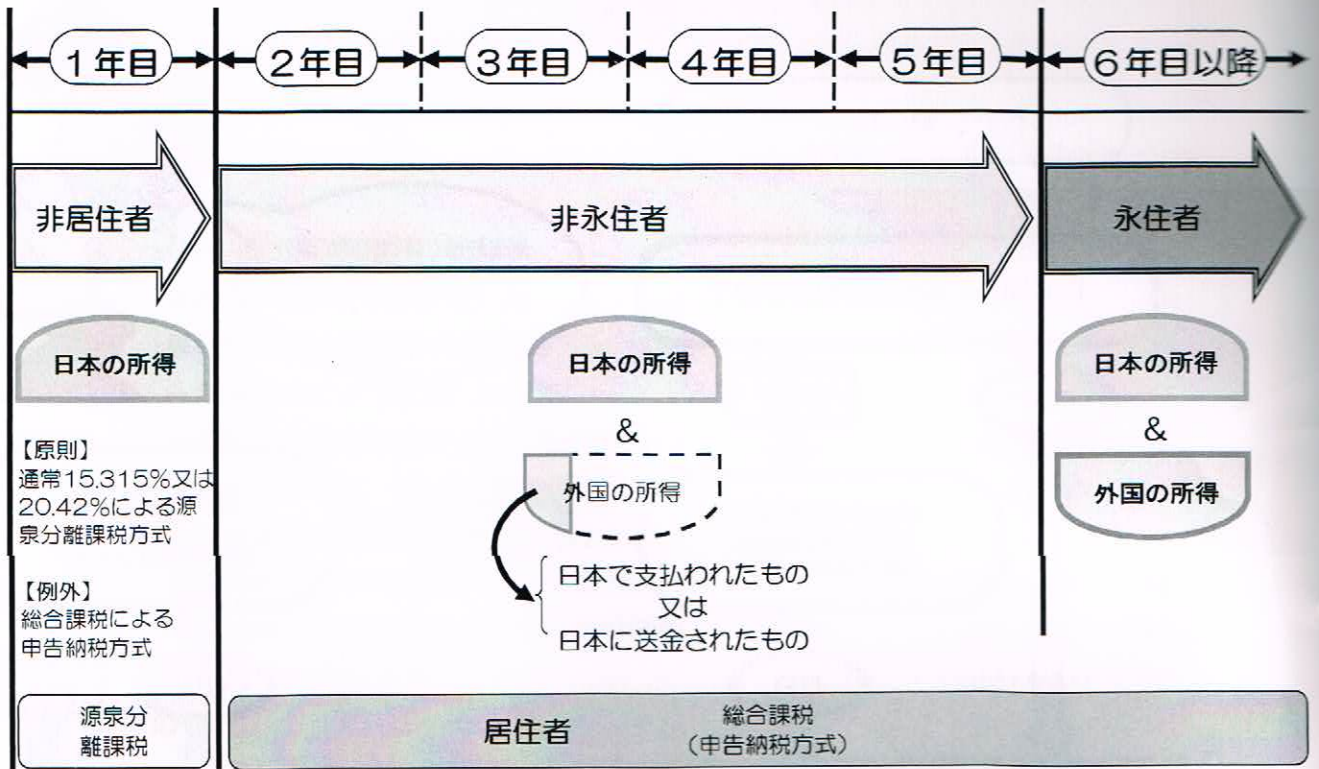 1年目
2年目
3年目
4年目
5年目
6年目以降
非居住者
非永住者
永住者
日本の所得
【原則】
通常15.315%又は
20.42%による源
泉分離課税方式
【例外】
総合課税による
申告納税方式
日本の所得
&
外国の所得
日本で支払われたもの
又は
日本に送金されたもの
日本の所得
&
外国の所得
源泉分
離課税
居住者
総合課税
(申告納税方式)